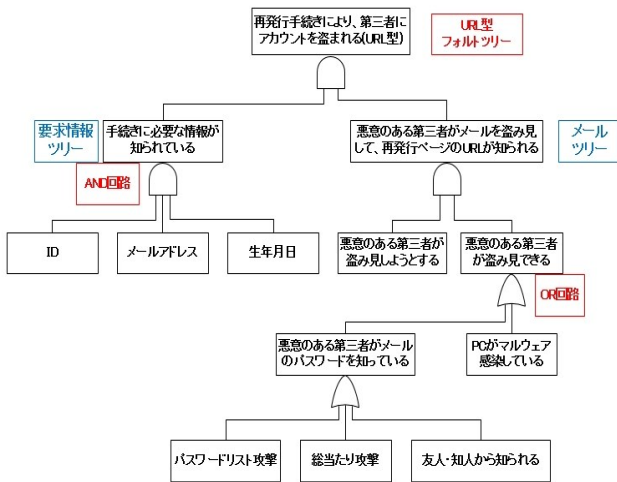 再発行手続きにより、第三者に
アカウントを盗まれる(URL型)
URL型
フォルトツリー
要求情報
ツリー
手続きに必要な情報が
知られている
悪意のある第三者がメールを盗み見
して、再発行ページのURLが知られる
メール
ツリー
AND回路
ID
メールアドレス
生年月日
悪意のある第三者が
盗み見しようとする
悪意のある第三者
が盗み見できる
OR回路
悪意のある第三者がメール
のパスワードを知っている
PCがマルウェア
感染している
パスワードリスト攻撃
総当たり攻撃
友人・知人から知られる